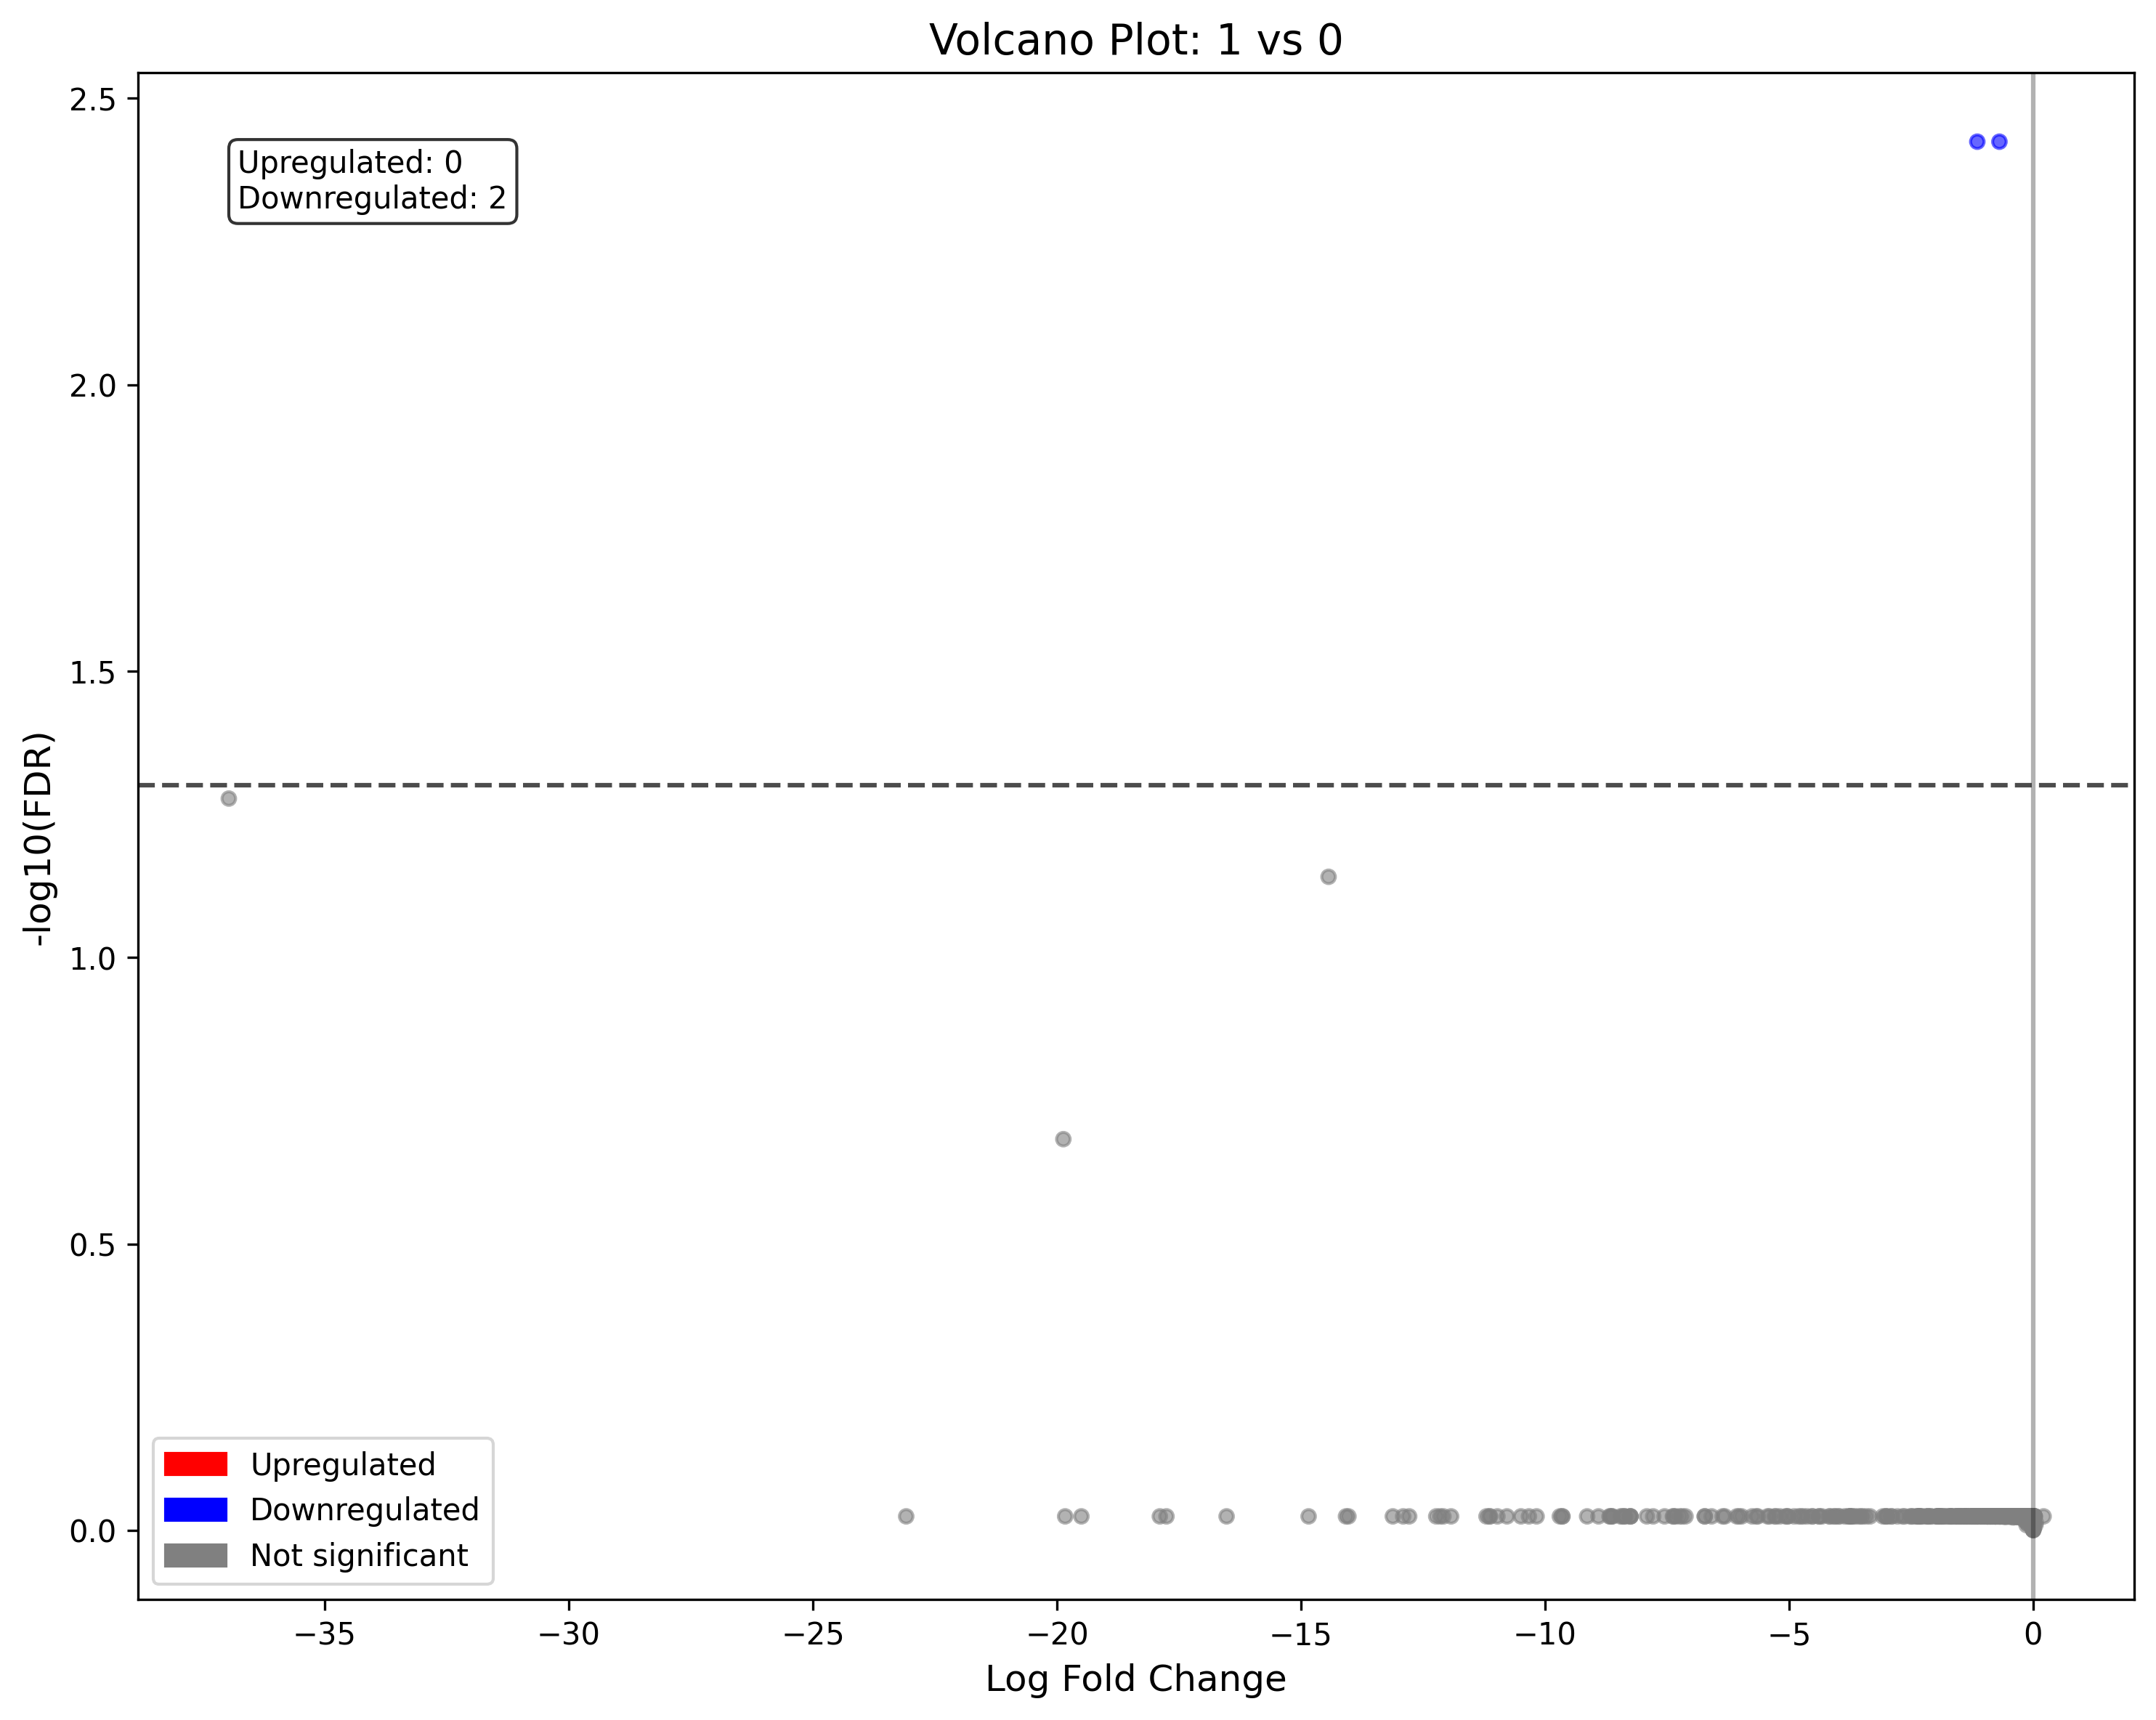 Volcano Plot: 1 vs 0
2.5
Upregulated: 0
Downregulated: 2
2.0
1.5
-log10(FDR)
1.0
0.5
0.0
Upregulated
Downregulated
Not significant
−35
−30
−25
−20
−15
−10
−5
0
Log Fold Change